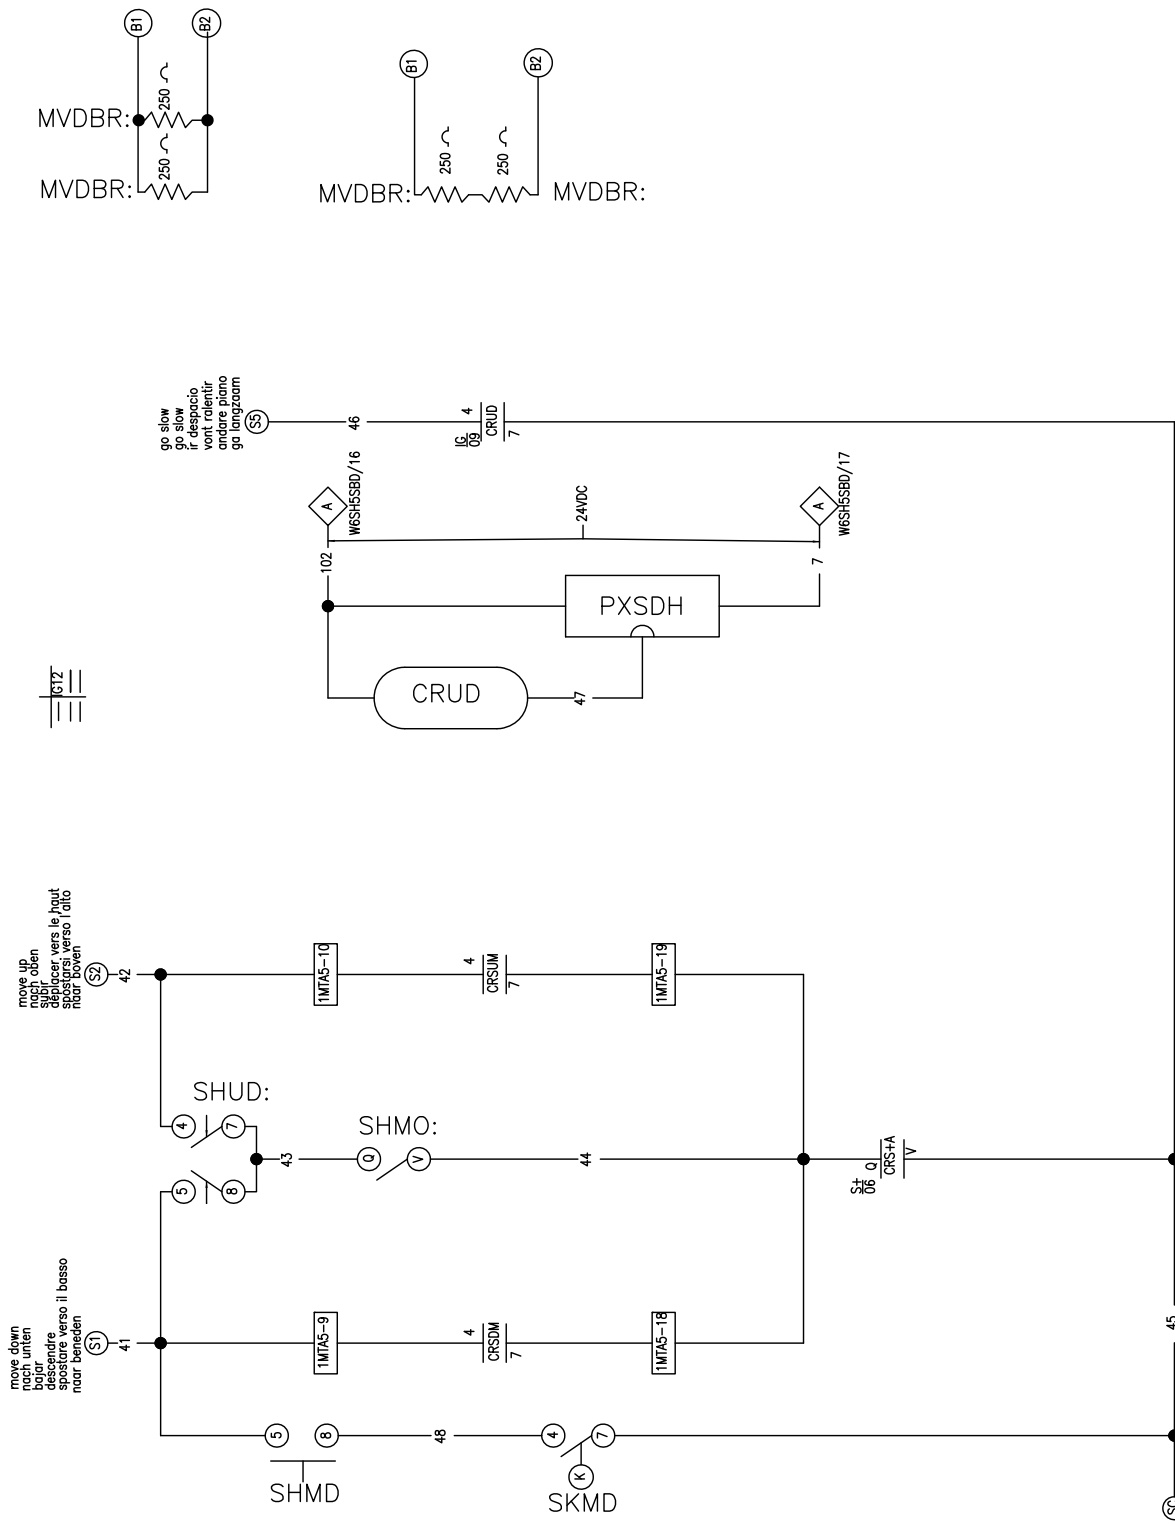 B1
B2
MVDBR:
250
MVDBR:
250
B1
B2
250
250
MVDBR:
MVDBR:
go slow
go slow
ir despacio
vont ralentir
andare piano
ga langzaam
S5
46
IG
09
4
CRUD
7
A
W6SH5SBD/16
24VDC
A
W6SH5SBD/17
102
7
PXSDH
CRUD
47
IG12
move up
nach oben
subir
déplacer vers le haut
spostarsi verso l'alto
naar boven
S2
42
1MTA5-10
4
CRSUM
7
1MTA5-19
SHUD:
4
7
5
8
43
SHMO:
Q
V
44
S+
06
Q
CRS+A
V
move down
nach unten
bajar
descendre
spostare verso il basso
naar beneden
S1
41
1MTA5-9
4
CRSDM
7
1MTA5-18
45
5
8
SHMD
48
4
7
K
SKMD
SC